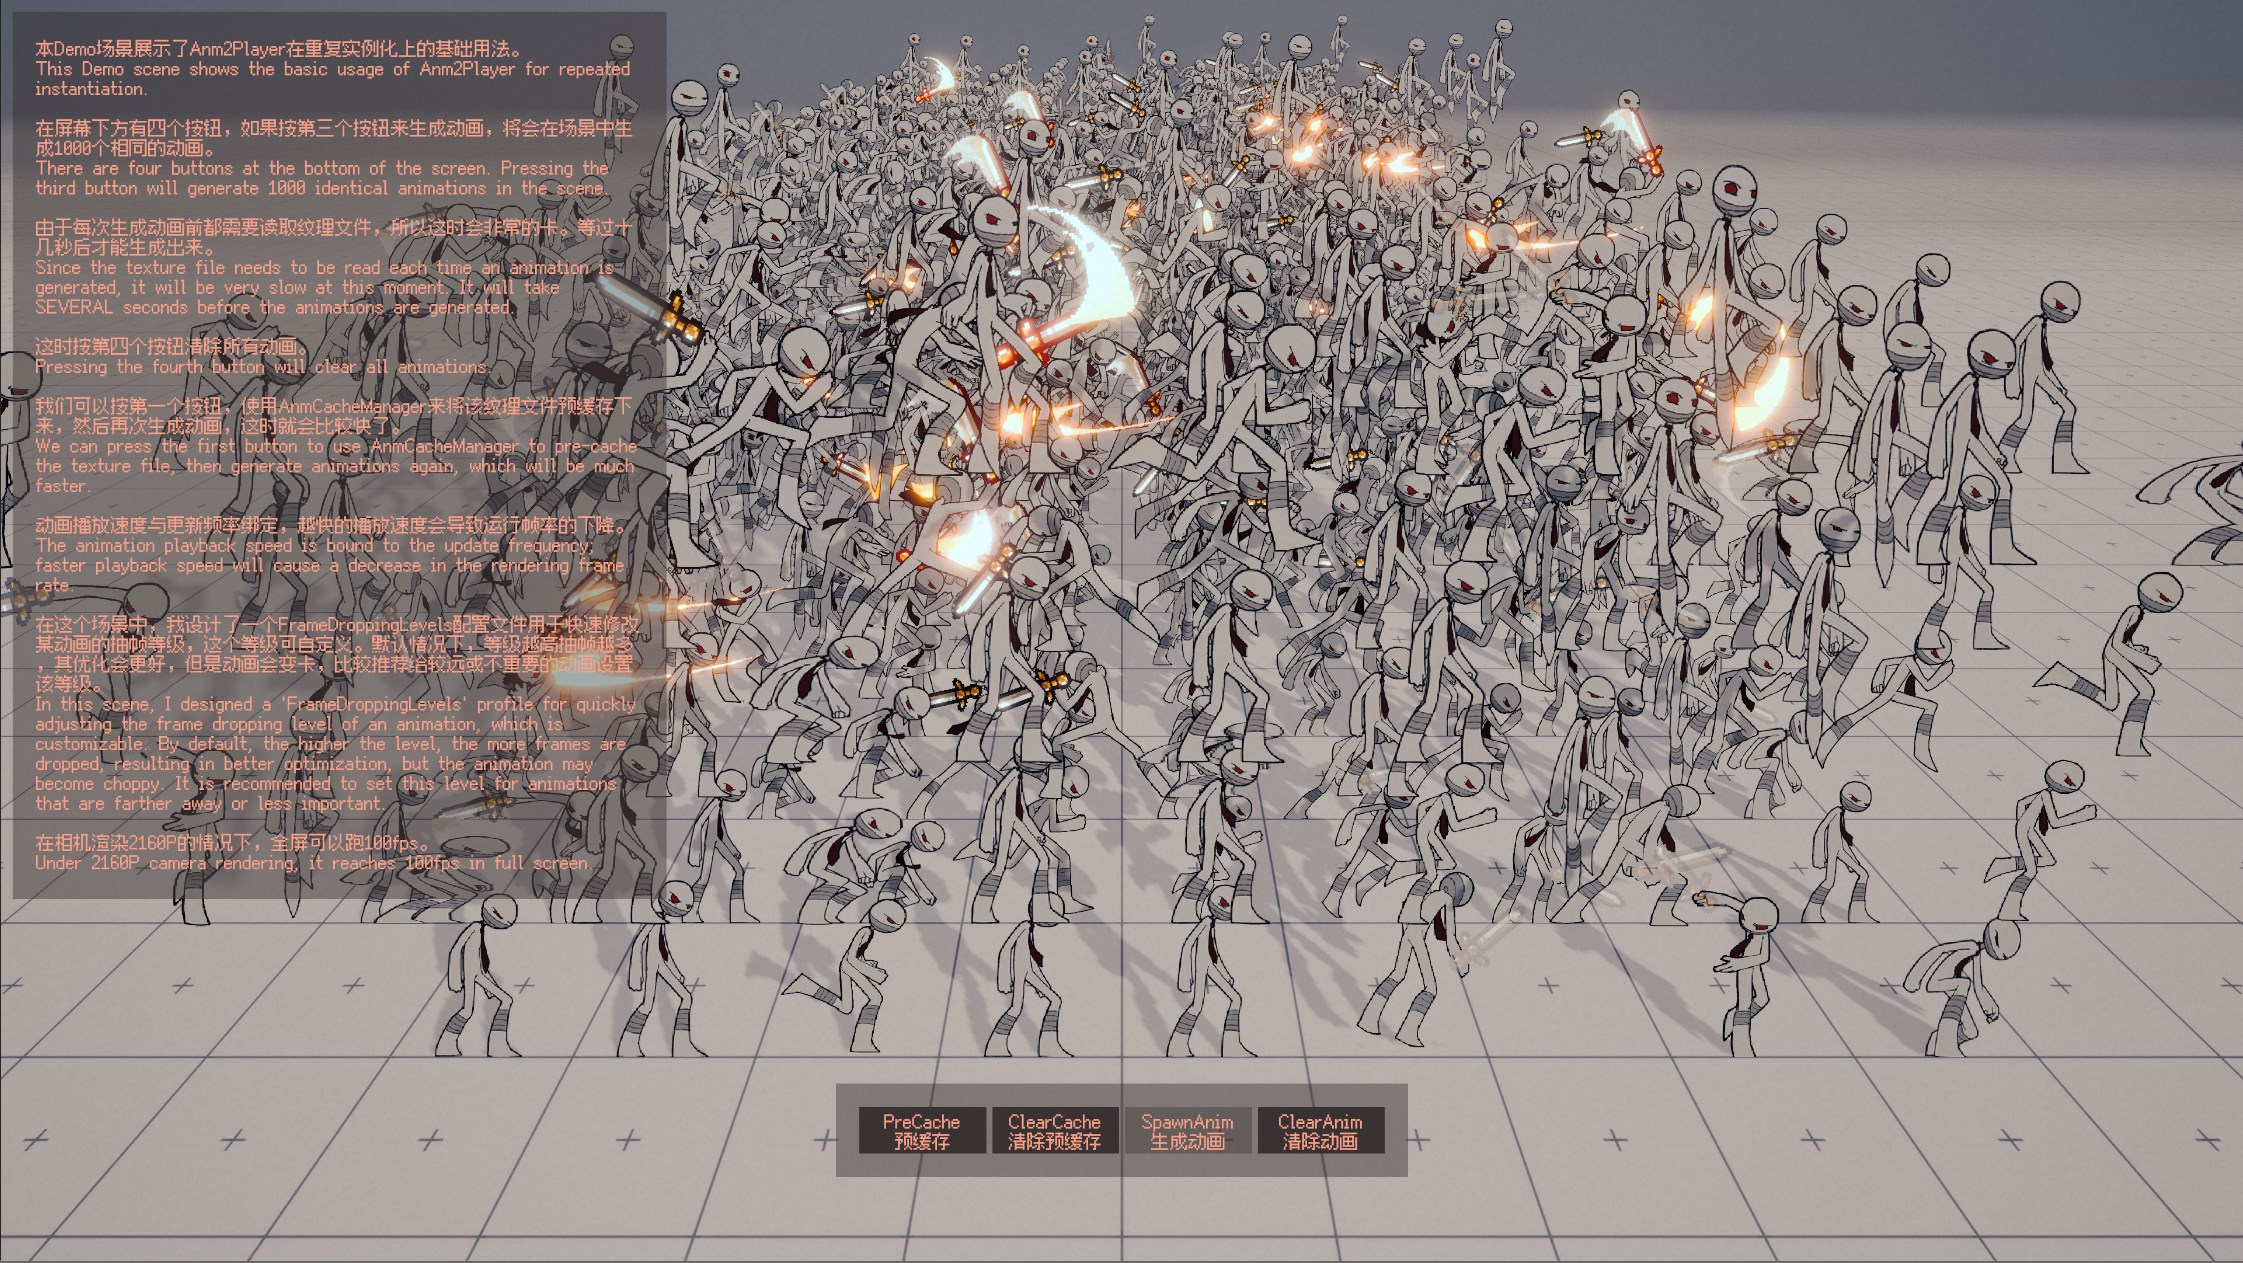 本Demo场景展示了Anm2Player在重复实例化上的基础用法。
This Demo scene shows the basic usage of Anm2Player for repeated
instantiation.
在屏幕下方有四个按钮，如果按第三个按钮来生成动画，将会在场景中生
成1000个相同的动画。
There are four buttons at the bottom of the screen. Pressing the
third button will generate 1000 identical animations in the scene.
由于每次生成动画前都需要读取纹理文件，所以这时会非常的卡。等过十
几秒后才能生成出来。
Since the texture file needs to be read each time an animation is
generated, it will be very slow at this moment. It will take
SEVERAL seconds before the animations are generated.
这时按第四个按钮清除所有动画。
Pressing the fourth button will clear all animations.
我们可以按第一个按钮，使用AnmCacheManager来将该纹理文件预缓存下
来，然后再次生成动画，这时就会比较快了。
We can press the first button to use AnmCacheManager to pre-cache
the texture file, then generate animations again, which will be much
faster.
动画播放速度与更新频率绑定，越快的播放速度会导致运行帧率的下降。
The animation playback speed is bound to the update frequency;
faster playback speed will cause a decrease in the rendering frame
rate.
在这个场景中，我设计了一个FrameDroppingLevels配置文件用于快速修改
某动画的抽帧等级，这个等级可自定义。默认情况下，等级越高抽帧越多
，其优化会更好，但是动画会变卡，比较推荐给较远或不重要的动画设置
该等级。
In this scene, I designed a 'FrameDroppingLevels' profile for quickly
adjusting the frame dropping level of an animation, which is
customizable. By default, the higher the level, the more frames are
dropped, resulting in better optimization, but the animation may
become choppy. It is recommended to set this level for animations
that are farther away or less important.
在相机渲染2160P的情况下，全屏可以跑100fps。
Under 2160P camera rendering, it reaches 100fps in full screen.
PreCache
预缓存
ClearCache
清除预缓存
SpawnAnim
生成动画
ClearAnim
清除动画